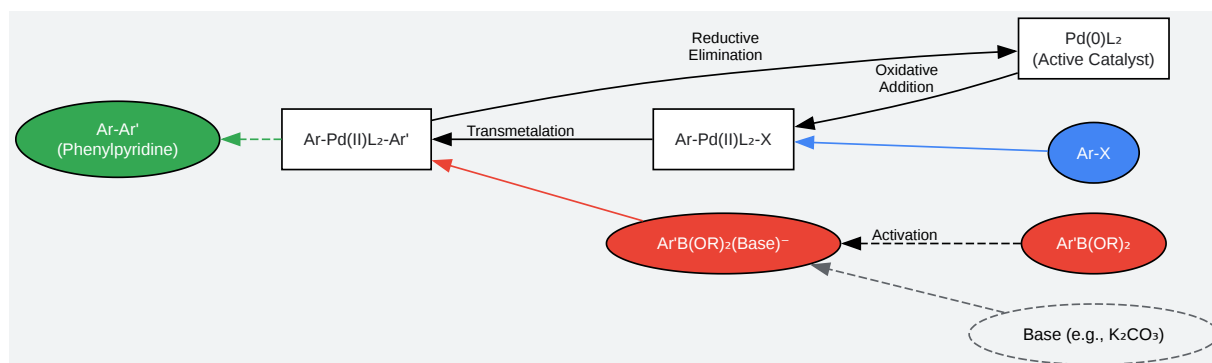 Reductive
Elimination
Pd(0)L₂
(Active Catalyst)
Oxidative
Addition
Ar-Ar'
(Phenylpyridine)
Ar-Pd(II)L₂-Ar'
Transmetalation
Ar-Pd(II)L₂-X
Ar-X
Ar'B(OR)₂(Base)⁻
Activation
Ar'B(OR)₂
Base (e.g., K₂CO₃)